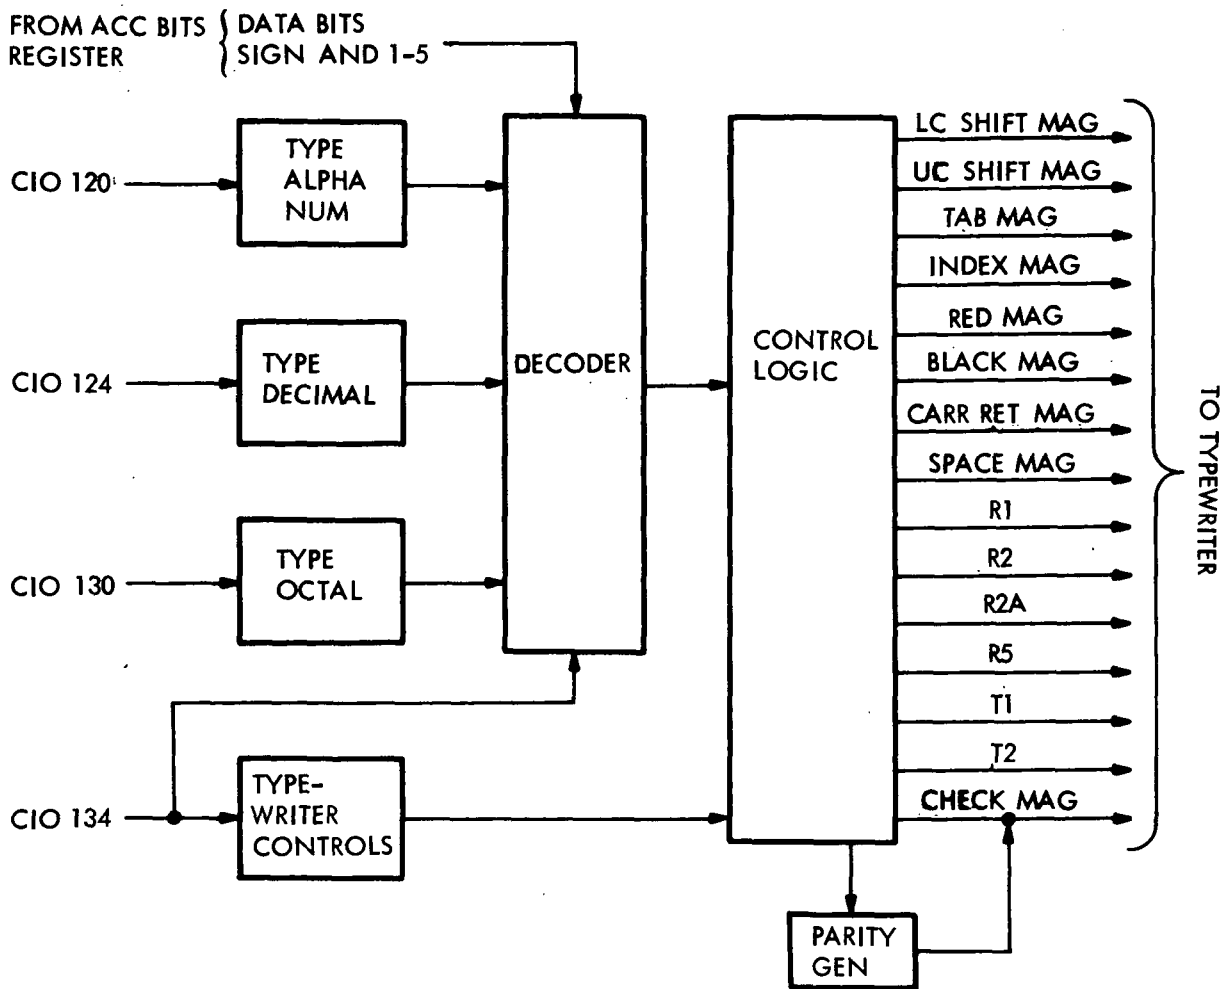 FROM ACC BITS
REGISTER
DATA BITS
SIGN AND 1-5
CIO 120
TYPE
ALPHA
NUM
CIO 124
TYPE
DECIMAL
CIO 130
TYPE
OCTAL
CIO 134
TYPE-
WRITER
CONTROLS
DECODER
CONTROL
LOGIC
LC SHIFT MAG
UC SHIFT MAG
TAB MAG
INDEX MAG
RED MAG
BLACK MAG
CARR RET MAG
SPACE MAG
R1
R2
R2A
R5
T1
T2
CHECK MAG
PARITY
GEN
TO TYPEWRITER